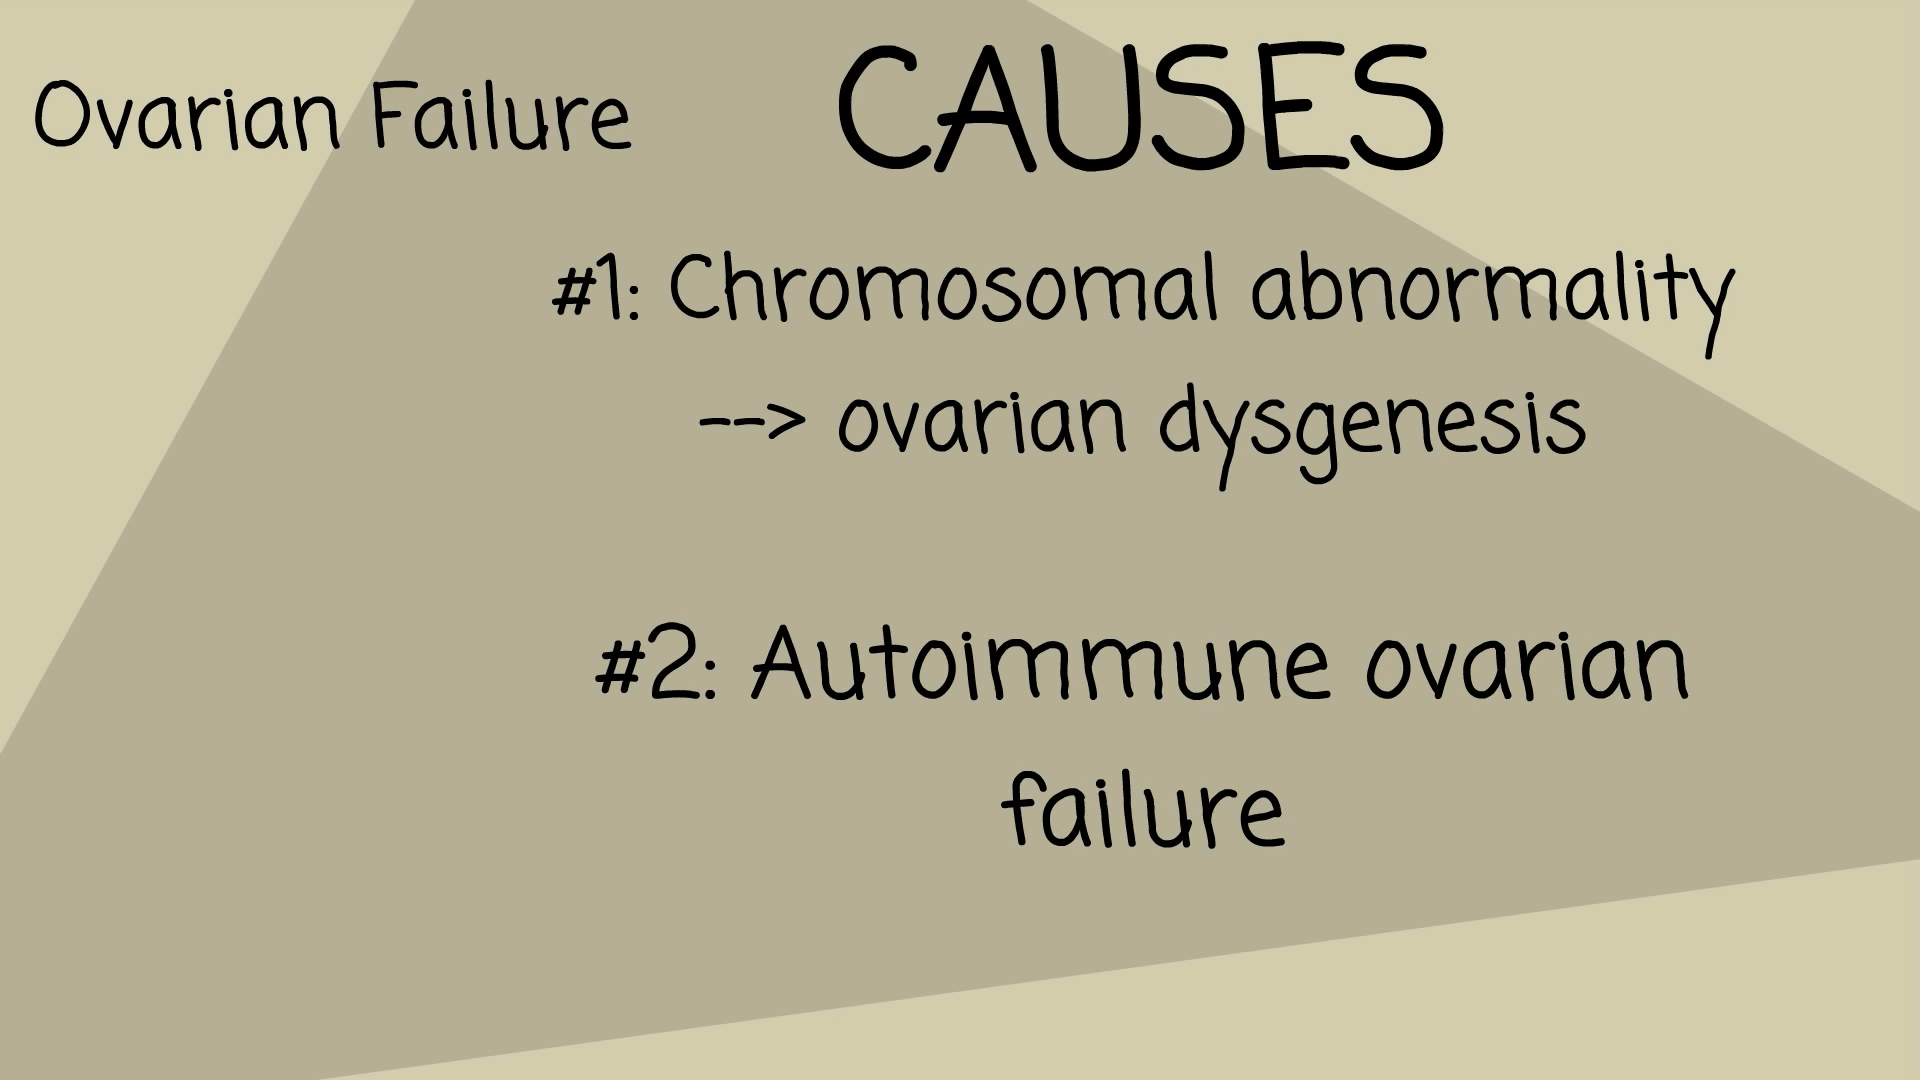 Ovarian Failure
CAUSES
#1: Chromosomal abnormality
--> ovarian dysgenesis
#2: Autoimmune ovarian
failure